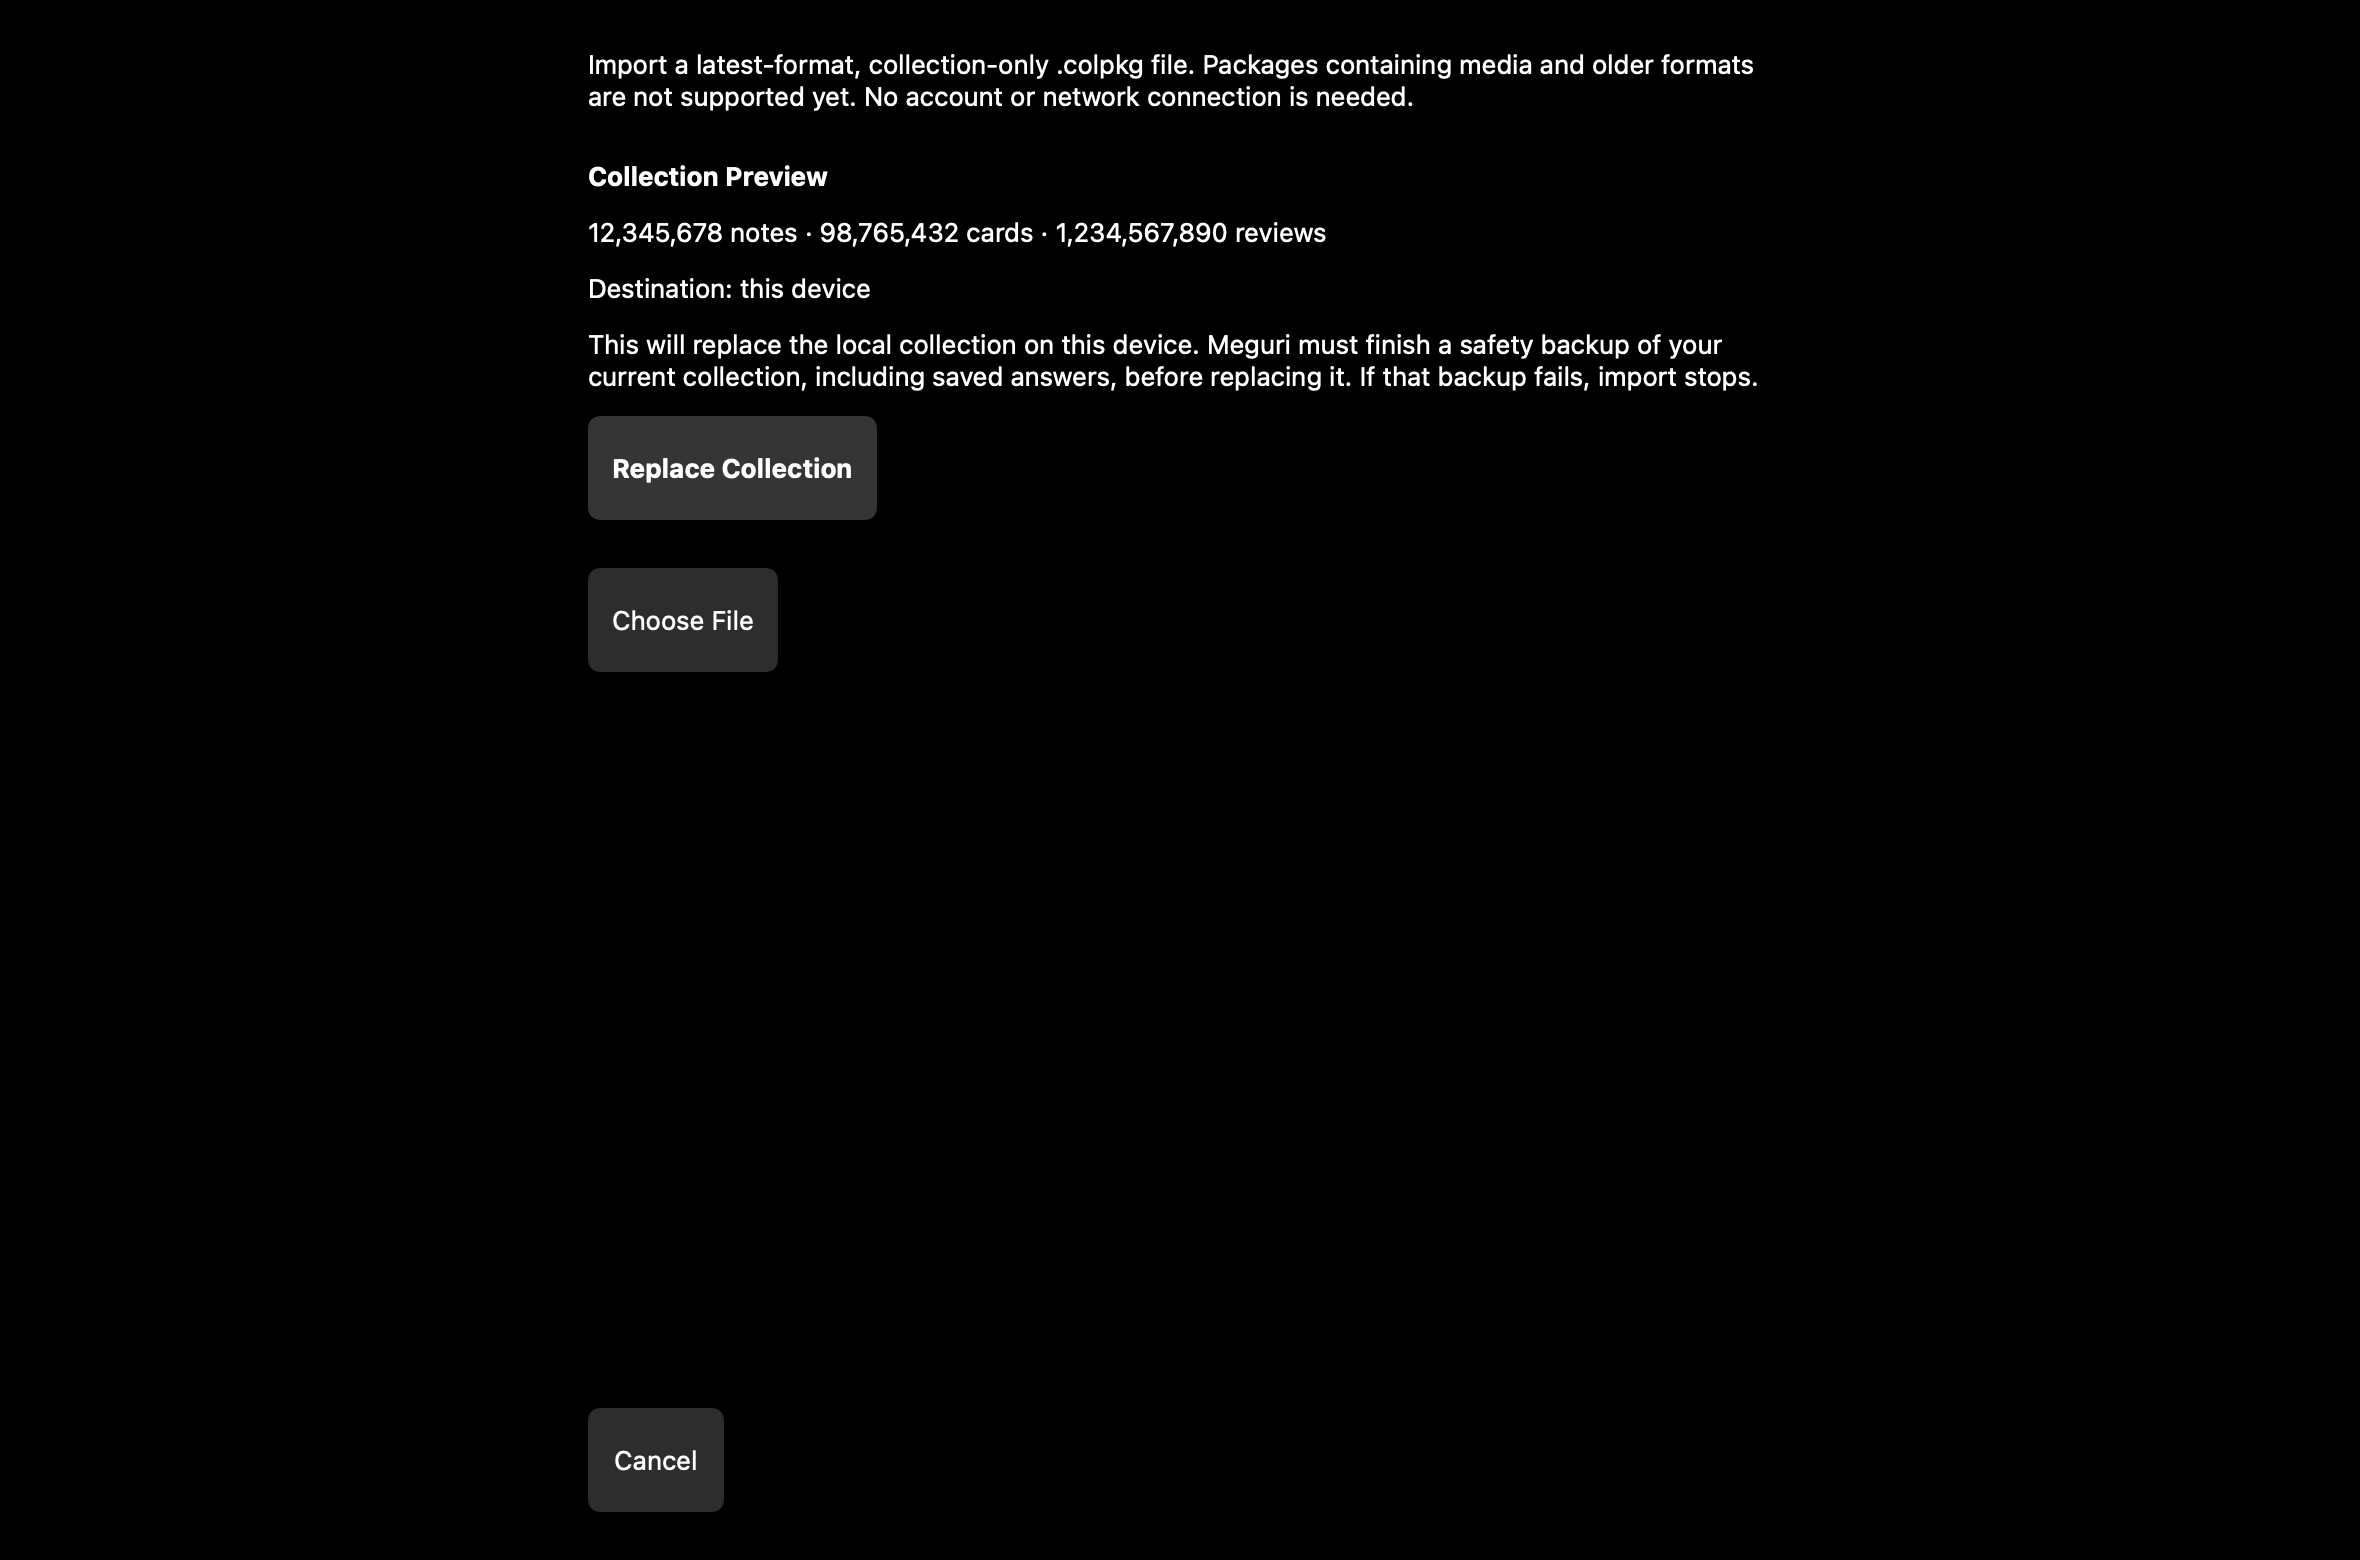 Import a latest-format, collection-only .colpkg file. Packages containing media and older formats
are not supported yet. No account or network connection is needed.
Collection Preview
12,345,678 notes · 98,765,432 cards · 1,234,567,890 reviews
Destination: this device
This will replace the local collection on this device. Meguri must finish a safety backup of your
current collection, including saved answers, before replacing it. If that backup fails, import stops.
Replace Collection
Choose File
Cancel